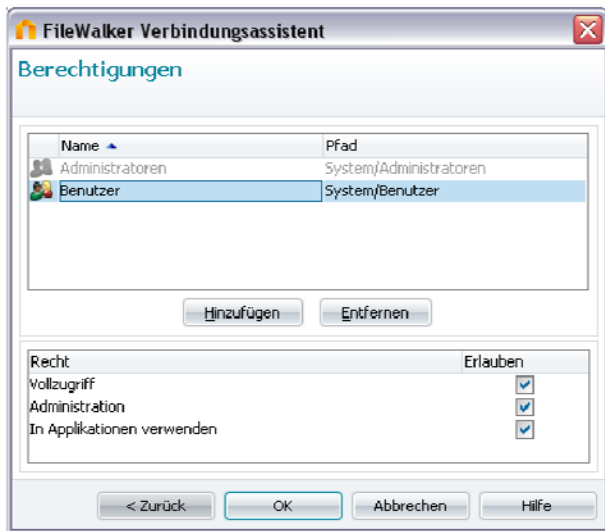 FileWalker Verbindungsassistent
Berechtigungen
Name Pfad
Administratoren System/Administratoren
Benutzer System/Benutzer
Hinzufügen Entfernen
Recht Erlauben
Vollzugriff
Administration
In Applikationen verwenden
< Zurück OK Abbrechen Hilfe